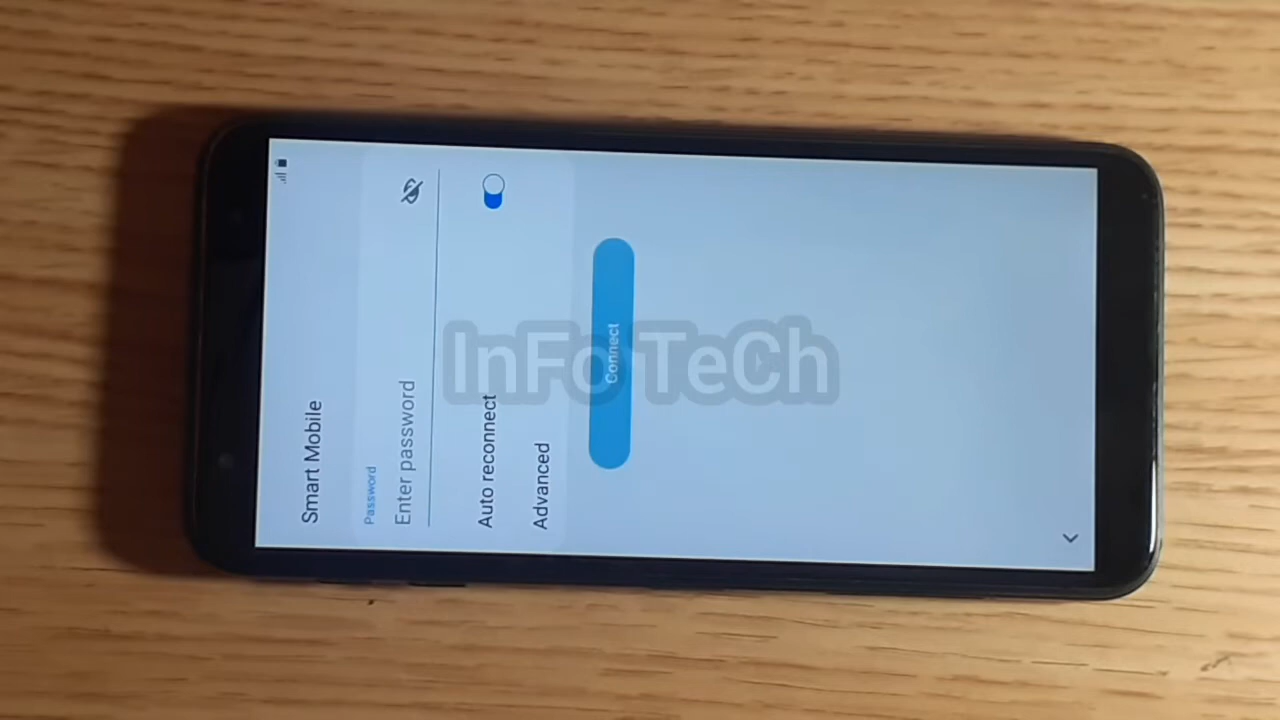 Smart Mobile
Password
Enter password
Auto reconnect
Advanced
Connect
InFoTeCh